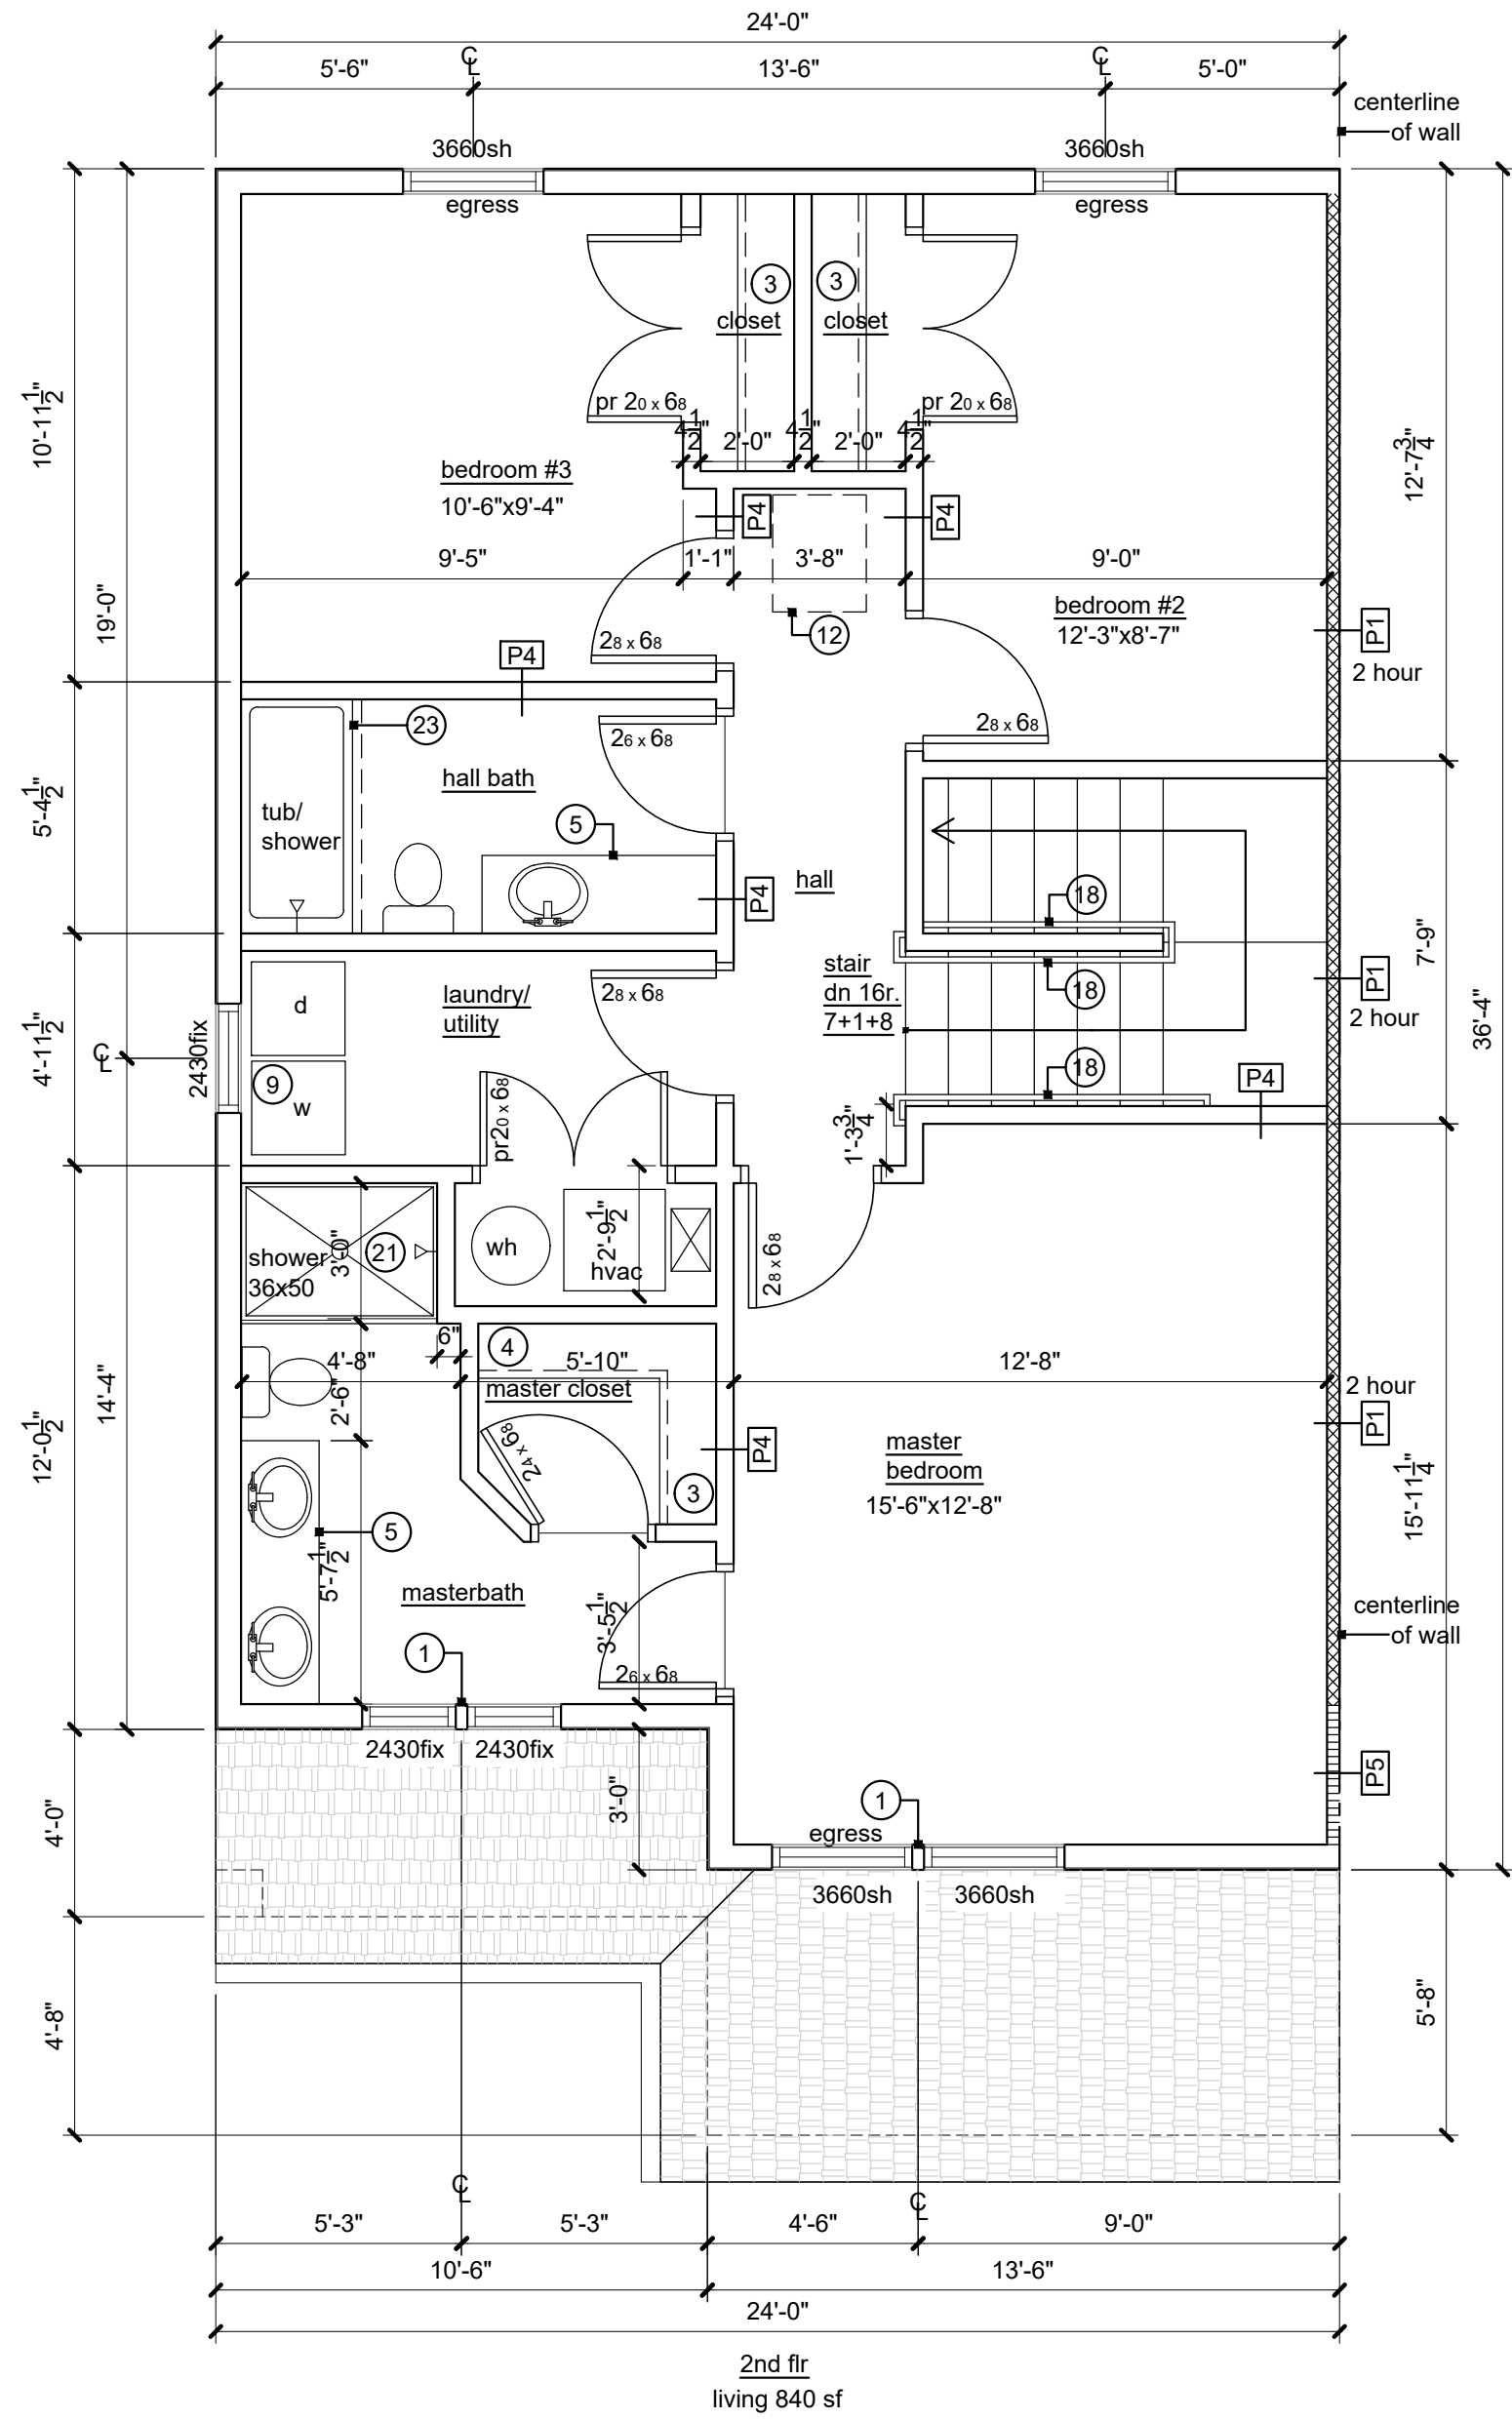 24'-0"
5'-6"
CL
13'-6"
CL
5'-0"
centerline
of wall
3660sh
3660sh
egress
egress
3
3
closet
closet
pr 20 x 68
pr 20 x 68
4 1/2"
2'-0"
4 1/2"
2'-0"
4 1/2"
10'-11 1/2"
12'-7 3/4"
bedroom #3
10'-6"x9'-4"
P4
P4
9'-5"
1'-1"
3'-8"
9'-0"
19'-0"
bedroom #2
12'-3"x8'-7"
12
P1
2 hour
28 x 68
P4
23
26 x 68
28 x 68
hall bath
5'-4 1/2"
tub/
shower
5
P4
hall
18
7'-9"
stair
dn 16r.
7+1+8
18
P1
2 hour
36'-4"
28 x 68
d
laundry/
utility
4'-11 1/2"
CL
2430fix
9
w
18
P4
pr20 x 68
1'-3 3/4"
shower
36x50
3'-0"
21
wh
2'-9 1/2"
hvac
28 x 68
6"
4
4'-8"
5'-10"
12'-8"
master closet
2'-6"
14'-4"
12'-0 1/2"
2 hour
P1
24 x 68
P4
master
bedroom
15'-6"x12'-8"
3
5
5'-7 1/2"
15'-11 1/4"
masterbath
3'-5 1/2"
centerline
of wall
1
26 x 68
2430fix
2430fix
P5
4'-0"
3'-0"
1
egress
3660sh
3660sh
4'-8"
5'-8"
CL
CL
5'-3"
5'-3"
4'-6"
9'-0"
10'-6"
13'-6"
24'-0"
2nd flr
living 840 sf